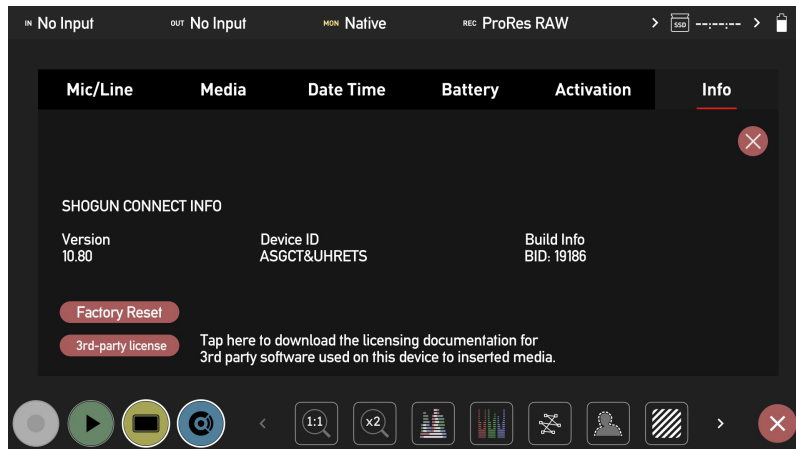 IN No Input OUT No Input MON Native REC ProRes RAW > SSD --:--:-- >
Mic/Line Media Date Time Battery Activation Info
SHOGUN CONNECT INFO
Version Device ID Build Info
10.80 ASGCT&UHRETS BID: 19186
Factory Reset
3rd-party license Tap here to download the licensing documentation for
3rd party software used on this device to inserted media.
< 1:1 x2 >